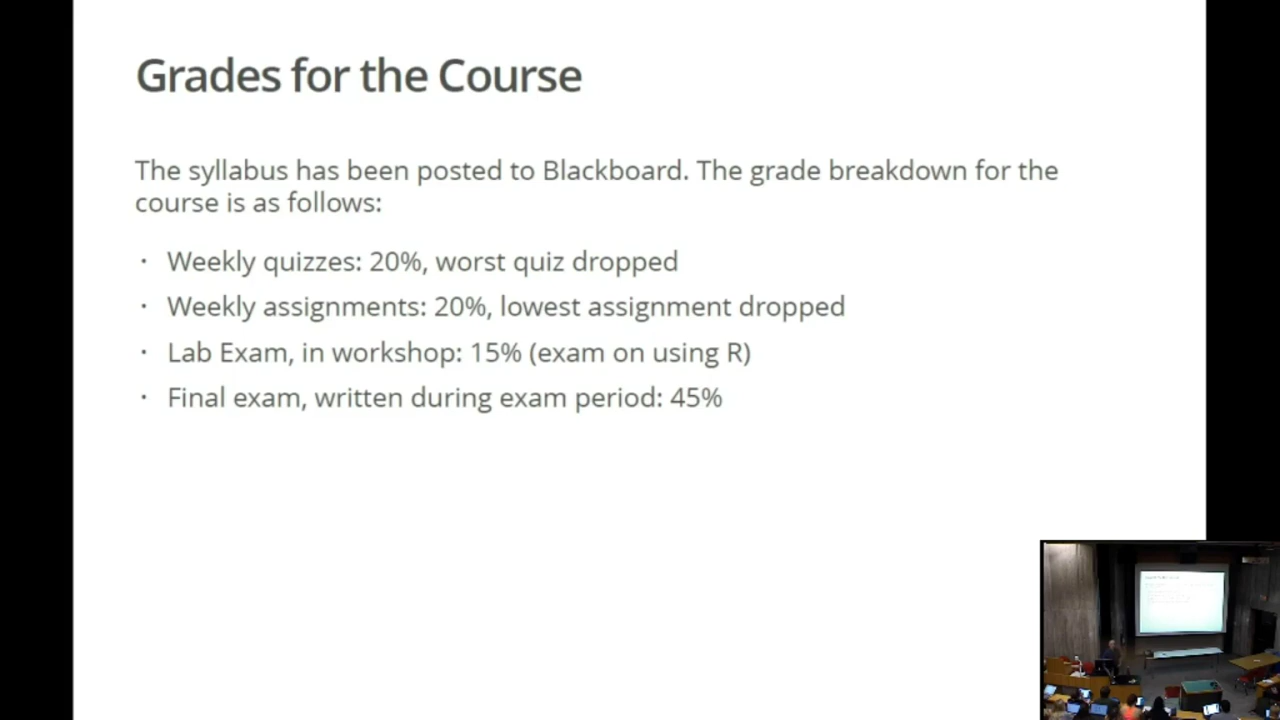 Grades for the Course
The syllabus has been posted to Blackboard. The grade breakdown for the
course is as follows:
· Weekly quizzes: 20%, worst quiz dropped
· Weekly assignments: 20%, lowest assignment dropped
· Lab Exam, in workshop: 15% (exam on using R)
· Final exam, written during exam period: 45%